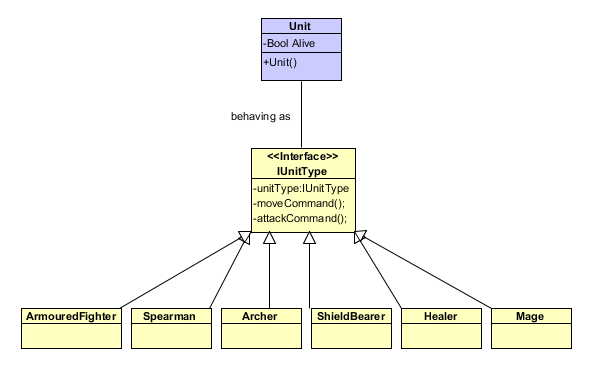 Unit
-Bool Alive
+Unit()
behaving as
<<Interface>>
IUnitType
-unitType:IUnitType
-moveCommand();
-attackCommand();
ArmouredFighter
Spearman
Archer
ShieldBearer
Healer
Mage